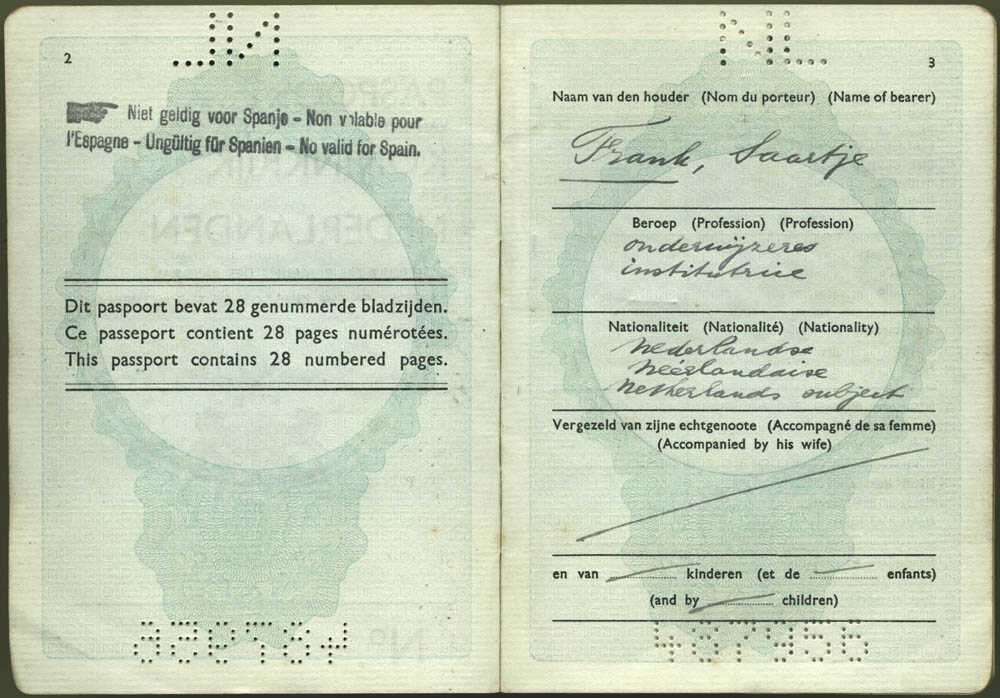 NL
2
Niet geldig voor Spanje - Non valable pour
l'Espagne - Ungültig für Spanien - No valid for Spain.
Dit paspoort bevat 28 genummerde bladzijden.
Ce passeport contient 28 pages numérotées.
This passport contains 28 numbered pages.
NL
3
Naam van den houder (Nom du porteur) (Name of bearer)
Frank, Saartje
Beroep (Profession) (Profession)
onderwijzeres
institutrice
Nationaliteit (Nationalité) (Nationality)
Nederlandse
Néerlandaise
Netherlands subject
Vergezeld van zijne echtgenoote (Accompagné de sa femme)
(Accompanied by his wife)
en van kinderen (et de enfants)
(and by children)